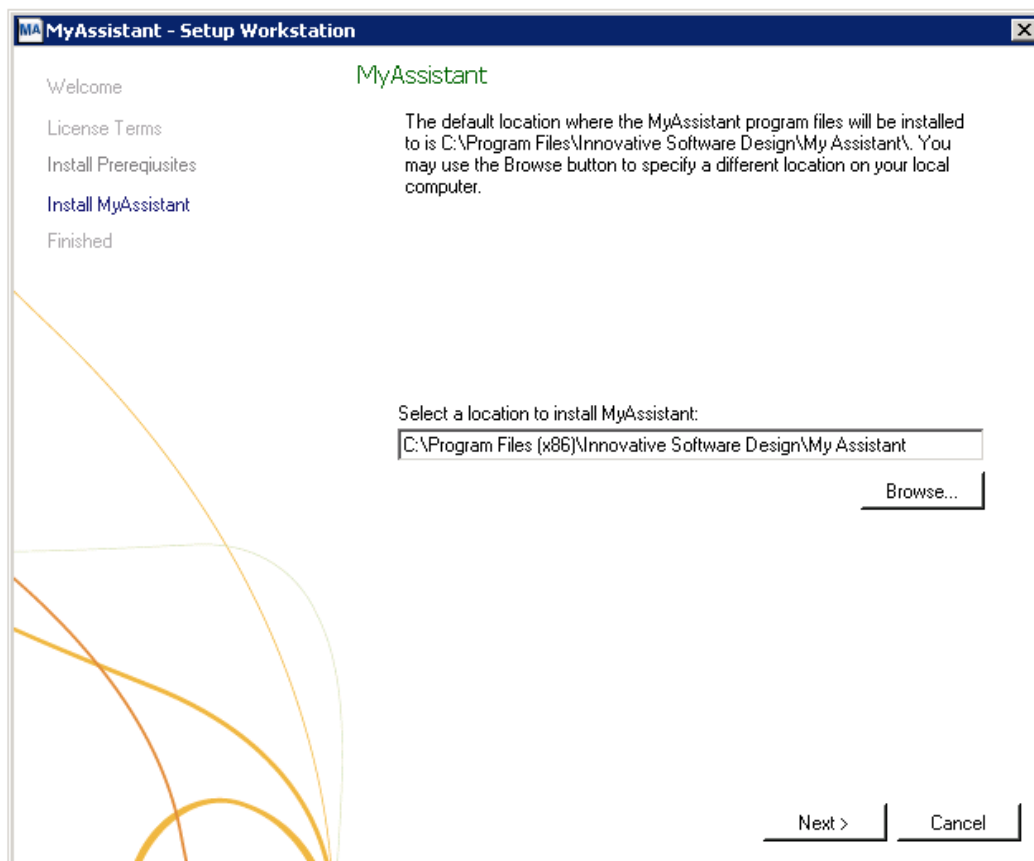 MA MyAssistant - Setup Workstation
Welcome
License Terms
Install Prereqiusites
Install MyAssistant
Finished
MyAssistant
The default location where the MyAssistant program files will be installed
to is C:\Program Files\Innovative Software Design\My Assistant\. You
may use the Browse button to specify a different location on your local
computer.
Select a location to install MyAssistant:
C:\Program Files (x86)\Innovative Software Design\My Assistant
Browse...
Next >
Cancel